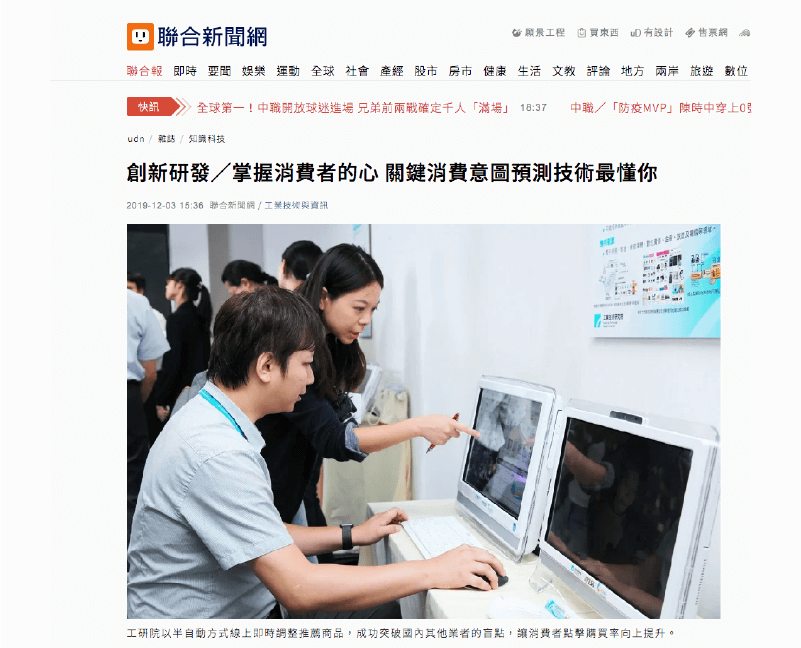 聯合新聞網
願景工程 買東西 uD有設計 售票網
聯合報 即時 要聞 娛樂 運動 全球 社會 產經 股市 房市 健康 生活 文教 評論 地方 兩岸 旅遊 數位
快訊 全球第一！中職開放球迷進場 兄弟前兩戰確定千人「滿場」 18:37 中職／「防疫MVP」陳時中穿上0號
udn / 雜誌 / 知識科技
創新研發／掌握消費者的心 關鍵消費意圖預測技術最懂你
2019-12-03 15:36 聯合新聞網 / 工業技術與資訊
工業技術研究院
工研院以半自動方式線上即時調整推薦商品，成功突破國內其他業者的盲點，讓消費者點擊購買率向上提升。